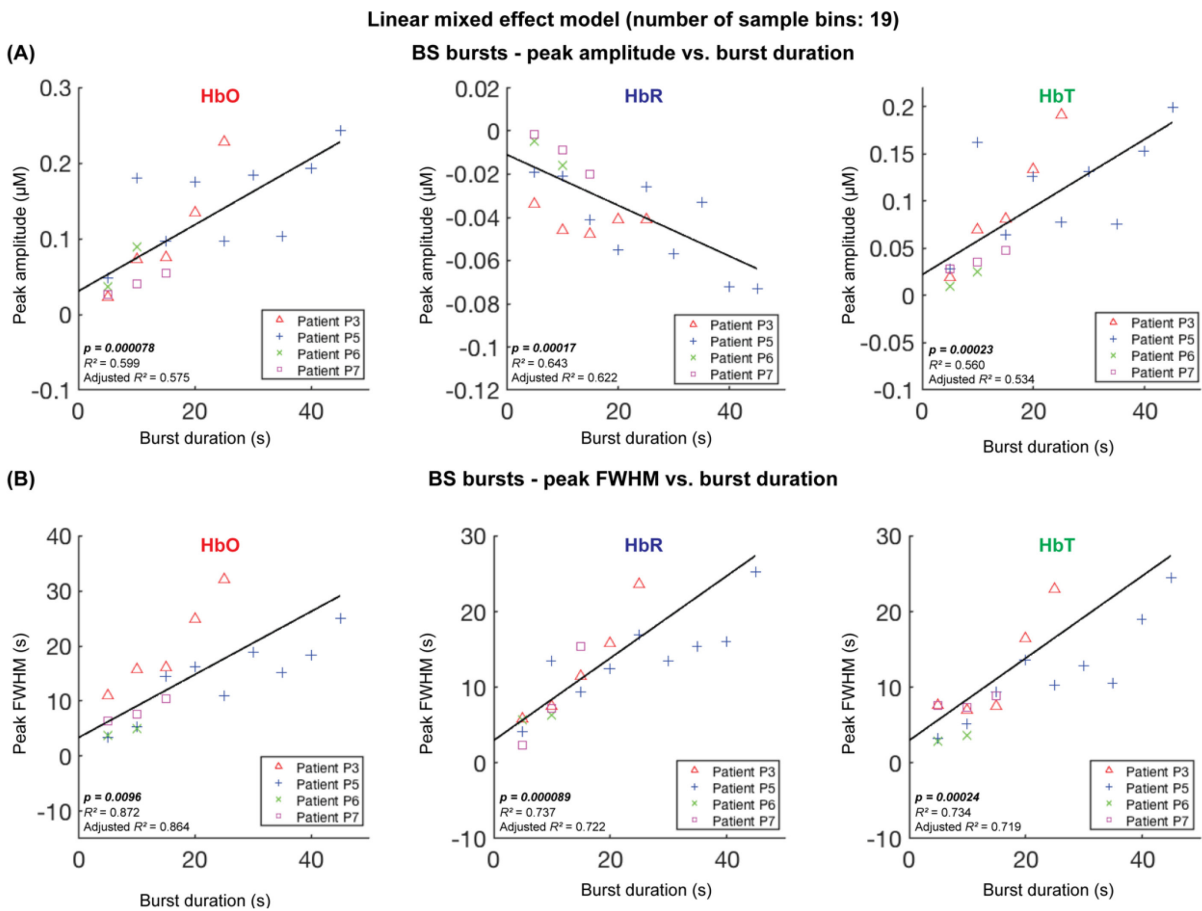 Linear mixed effect model (number of sample bins: 19)
(A)
BS bursts - peak amplitude vs. burst duration
HbO
Peak amplitude (µM)
0.3
0.2
0.1
0
-0.1
0
20
40
Burst duration (s)
p = 0.000078
R² = 0.599
Adjusted R² = 0.575
Patient P3
Patient P5
Patient P6
Patient P7
HbR
Peak amplitude (µM)
0.02
0
-0.02
-0.04
-0.06
-0.08
-0.1
-0.12
0
20
40
Burst duration (s)
p = 0.00017
R² = 0.643
Adjusted R² = 0.622
Patient P3
Patient P5
Patient P6
Patient P7
HbT
Peak amplitude (µM)
0.2
0.15
0.1
0.05
0
-0.05
-0.1
0
20
40
Burst duration (s)
p = 0.00023
R² = 0.560
Adjusted R² = 0.534
Patient P3
Patient P5
Patient P6
Patient P7
(B)
BS bursts - peak FWHM vs. burst duration
HbO
Peak FWHM (s)
40
30
20
10
0
-10
0
20
40
Burst duration (s)
p = 0.0096
R² = 0.872
Adjusted R² = 0.864
Patient P3
Patient P5
Patient P6
Patient P7
HbR
Peak FWHM (s)
30
20
10
0
-10
0
20
40
Burst duration (s)
p = 0.000089
R² = 0.737
Adjusted R² = 0.722
Patient P3
Patient P5
Patient P6
Patient P7
HbT
Peak FWHM (s)
30
20
10
0
-10
0
20
40
Burst duration (s)
p = 0.00024
R² = 0.734
Adjusted R² = 0.719
Patient P3
Patient P5
Patient P6
Patient P7